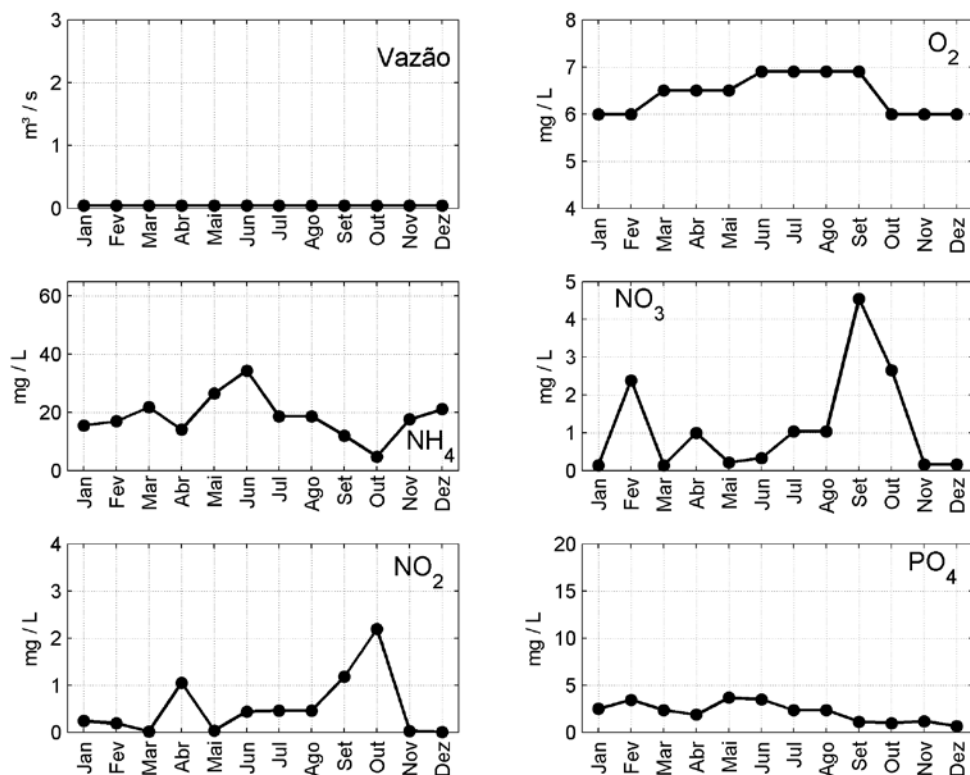 Vazão
m³ / s
3
2
1
0
Jan Fev Mar Abr Mai Jun Jul Ago Set Out Nov Dez
O2
mg / L
8
7
6
5
4
Jan Fev Mar Abr Mai Jun Jul Ago Set Out Nov Dez
NH4
mg / L
60
40
20
0
Jan Fev Mar Abr Mai Jun Jul Ago Set Out Nov Dez
NO3
mg / L
5
4
3
2
1
0
Jan Fev Mar Abr Mai Jun Jul Ago Set Out Nov Dez
NO2
mg / L
4
3
2
1
0
Jan Fev Mar Abr Mai Jun Jul Ago Set Out Nov Dez
PO4
mg / L
20
15
10
5
0
Jan Fev Mar Abr Mai Jun Jul Ago Set Out Nov Dez